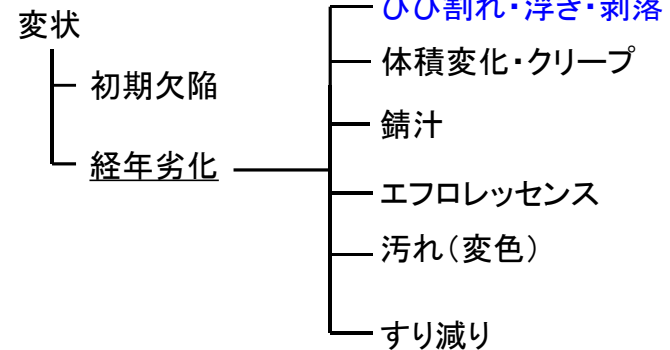 変状
初期欠陥
経年劣化
ひび割れ・浮き・剥落
体積変化・クリープ
錆汁
エフロレッセンス
汚れ（変色）
すり減り